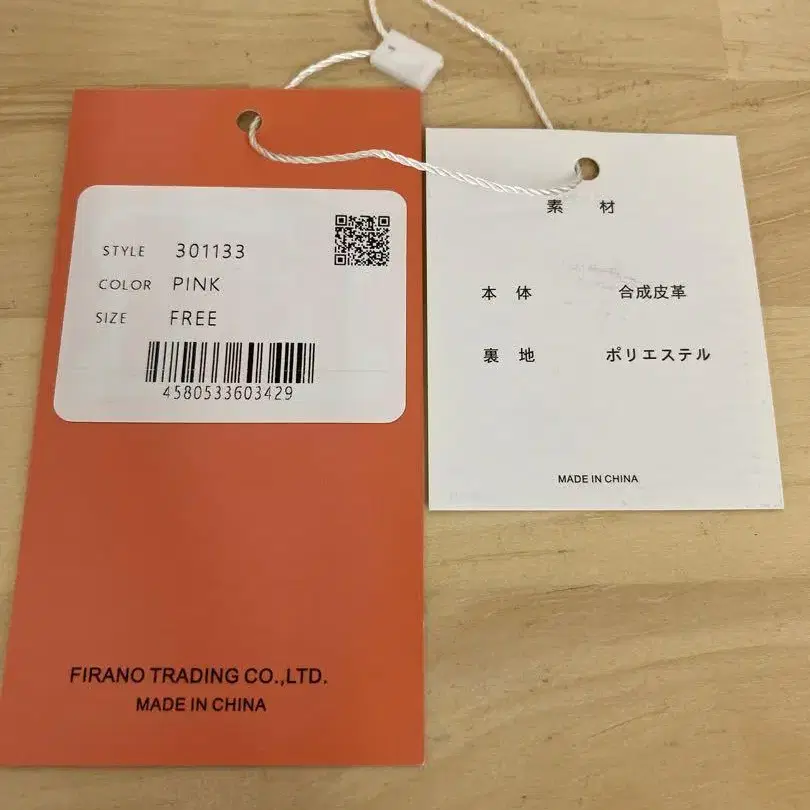 STYLE 301133
COLOR PINK
SIZE FREE
4580533603429
FIRANO TRADING CO.,LTD.
MADE IN CHINA
素 材
本 体 合成皮革
裏 地 ポリエステル
MADE IN CHINA